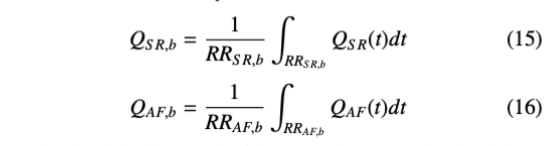 Q_{SR,b} = \frac{1}{RR_{SR,b}} \int_{RR_{SR,b}} Q_{SR}(t)dt (15)
Q_{AF,b} = \frac{1}{RR_{AF,b}} \int_{RR_{AF,b}} Q_{AF}(t)dt (16)